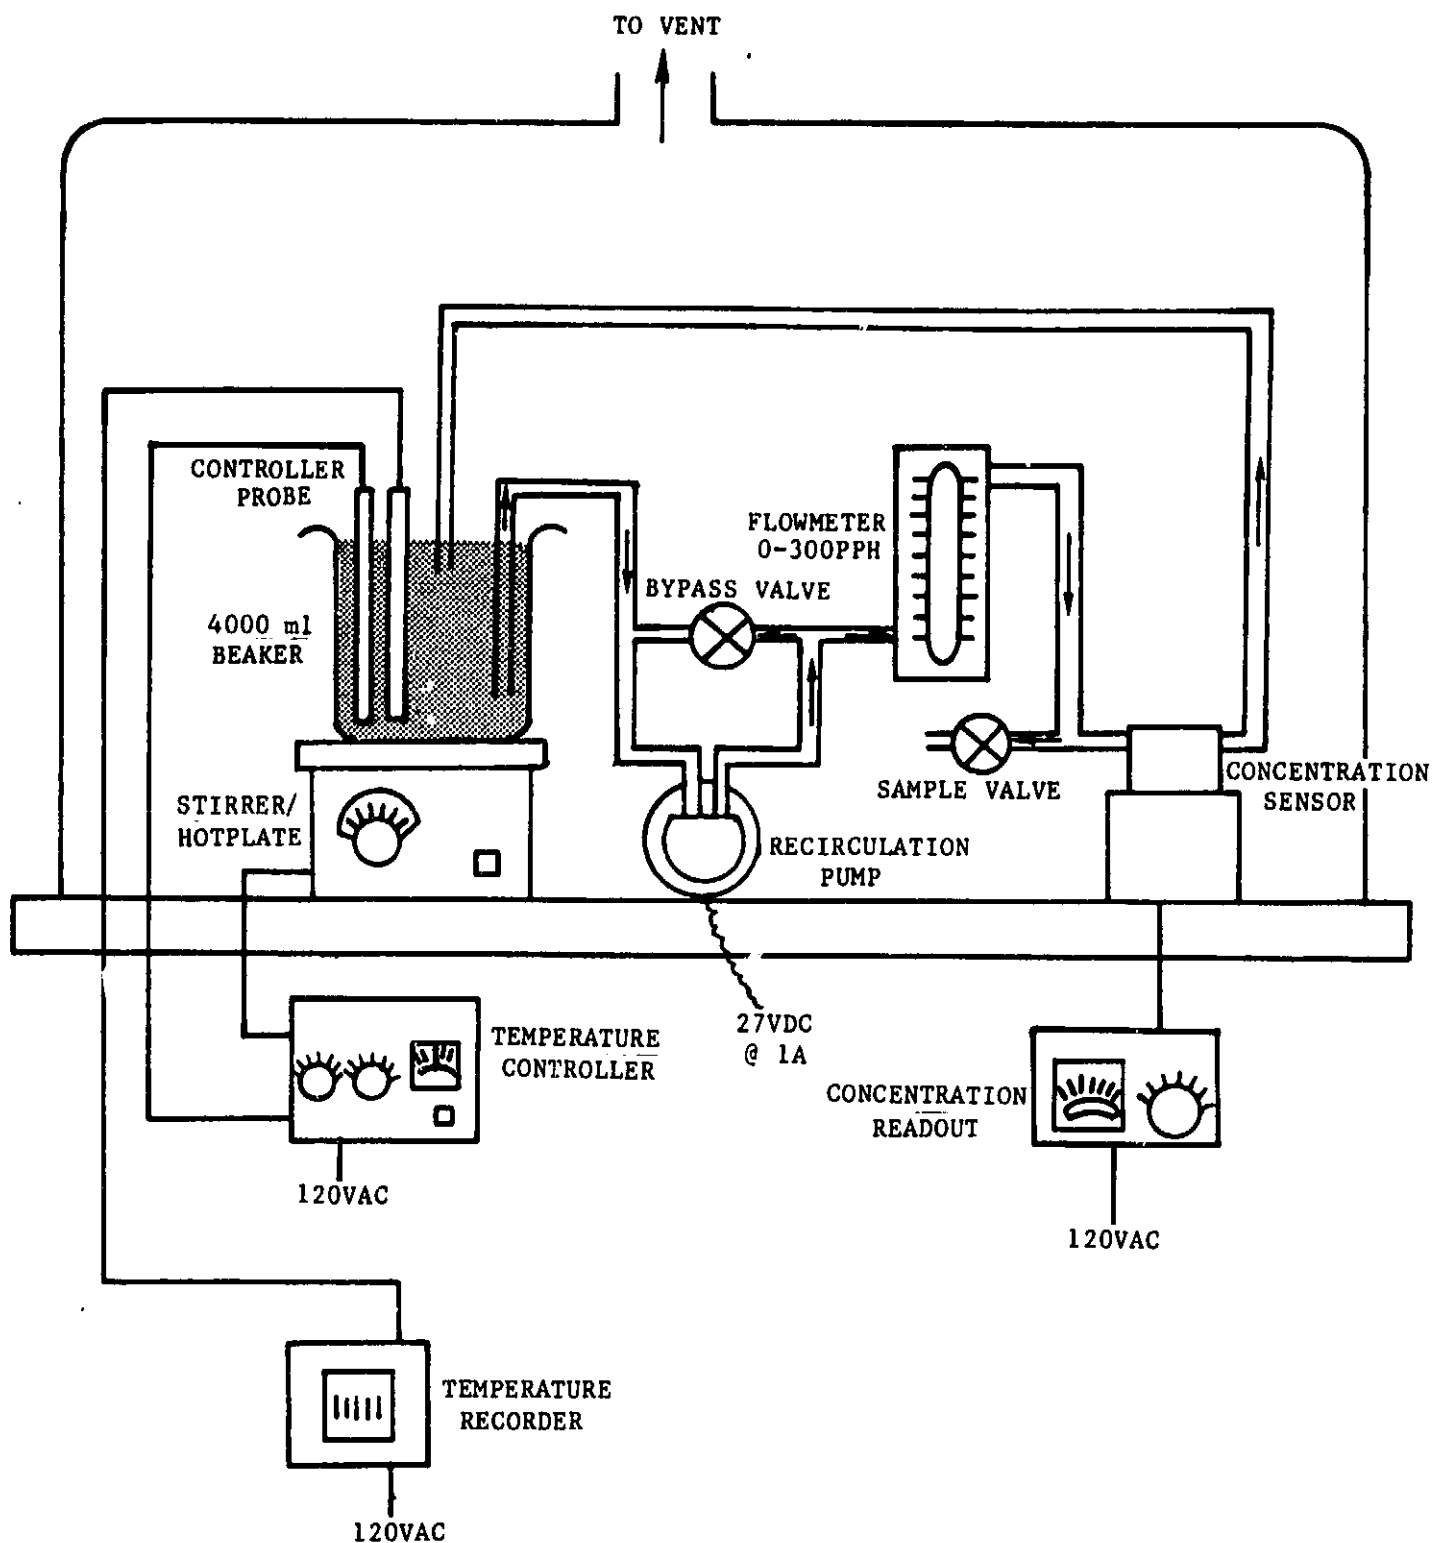 TO VENT
CONTROLLER
PROBE
FLOWMETER
0-300PPH
BYPASS VALVE
4000 ml
BEAKER
STIRRER/
HOTPLATE
SAMPLE VALVE
CONCENTRATION
SENSOR
RECIRCULATION
PUMP
27VDC
@ 1A
TEMPERATURE
CONTROLLER
CONCENTRATION
READOUT
120VAC
120VAC
TEMPERATURE
RECORDER
120VAC